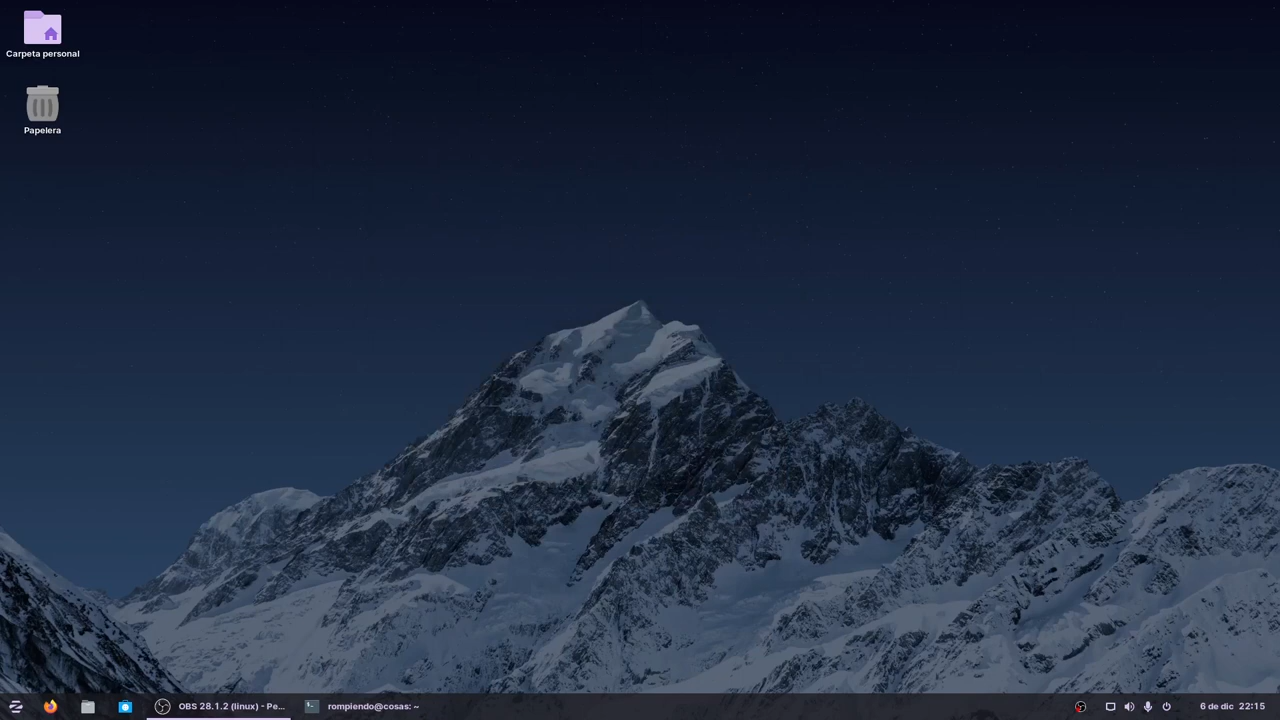 Carpeta personal
Papelera
OBS 28.1.2 (linux) - Pe...
rompiendo@cosas: ~
6 de dic 22:15